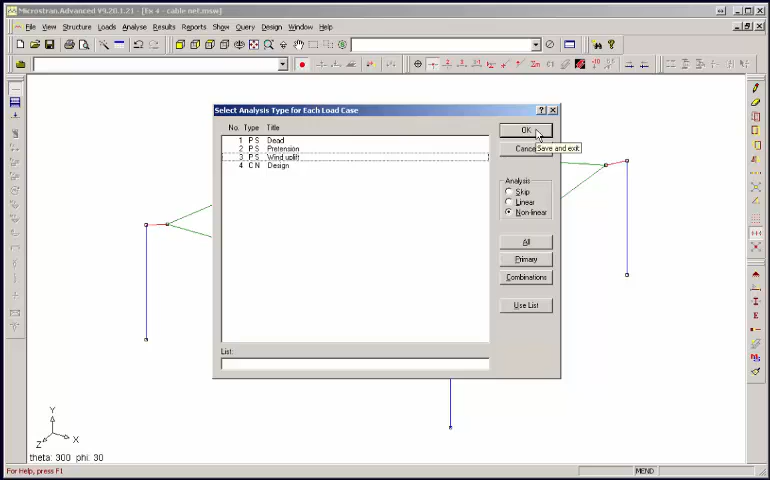 Microstran.Advanced V9.20.1.21 - [Ex 4 - cable net.msw]
File View Structure Loads Analyse Results Reports Show Query Design Window Help
Select Analysis Type for Each Load Case
No. Type Title
1 P S Dead
2 P S Pretension
3 P S Wind uplift
4 C N Design
OK
Cancel
Save and exit
Analysis
Skip
Linear
Non-linear
All
Primary
Combinations
Use List
List:
Y
Z X
theta: 300 phi: 30
For Help, press F1
MEND